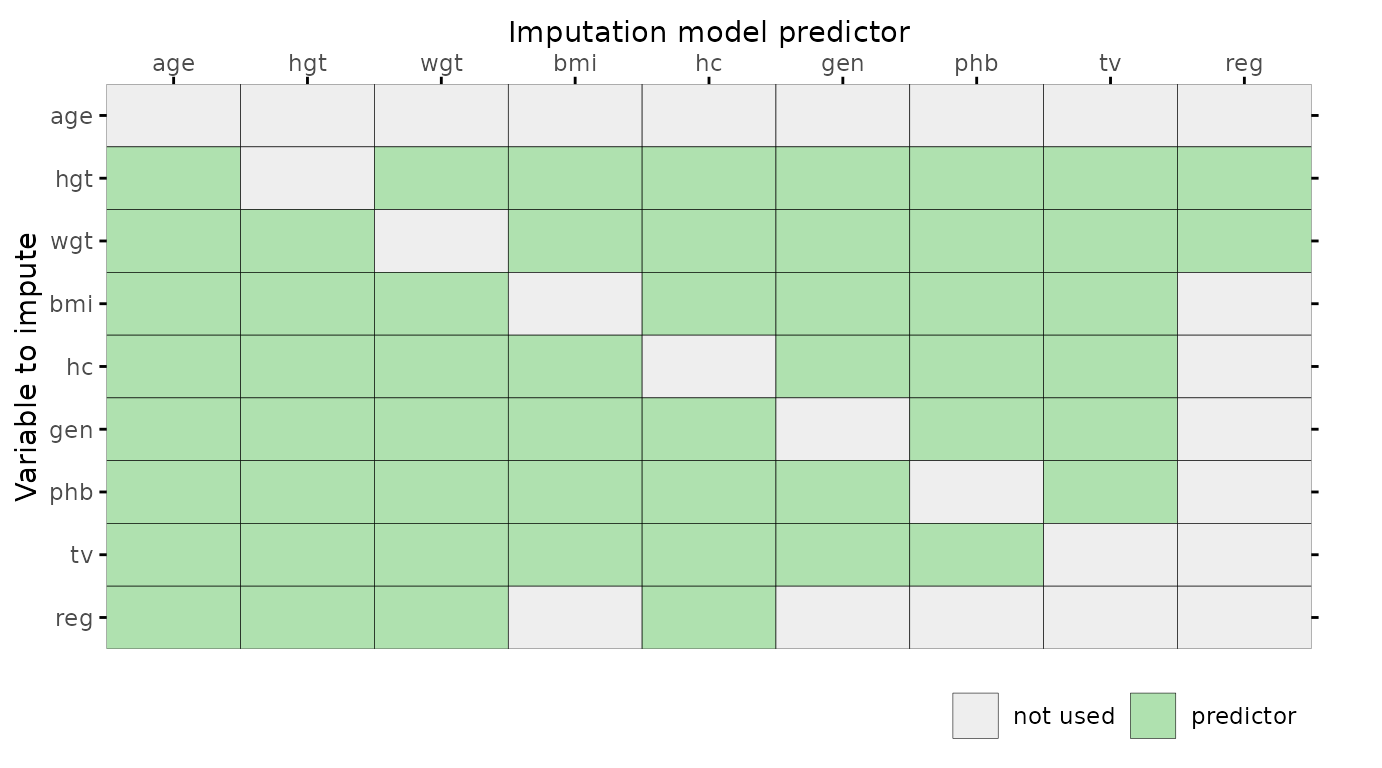 Imputation model predictor
age hgt wgt bmi hc gen phb tv reg
Variable to impute
age
hgt
wgt
bmi
hc
gen
phb
tv
reg
not used predictor